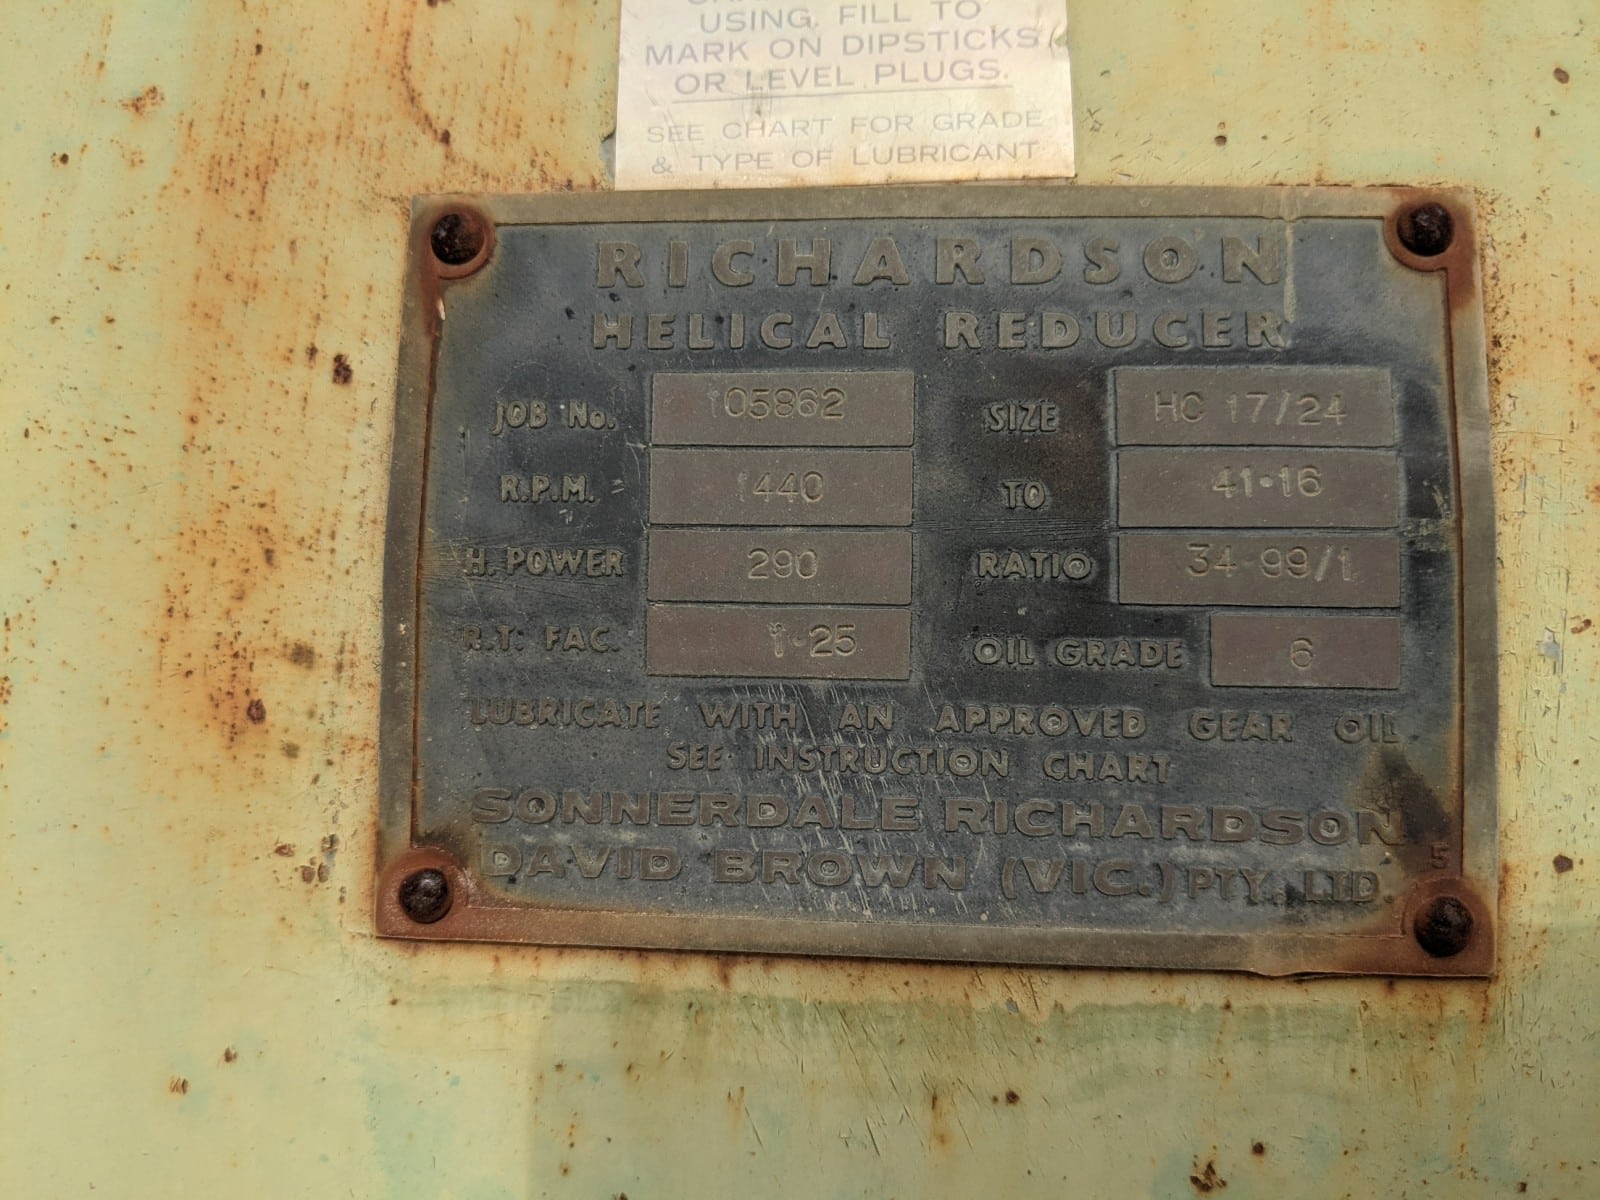 USING. FILL TO
MARK ON DIPSTICKS
OR LEVEL PLUGS.
SEE CHART FOR GRADE
& TYPE OF LUBRICANT
RICHARDSON
HELICAL REDUCER
JOB No. 105862 SIZE HC 17/24
R.P.M. 1440 TO 41·16
H. POWER 290 RATIO 34·99/1
R.T. FAC. 1·25 OIL GRADE 6
LUBRICATE WITH AN APPROVED GEAR OIL
SEE INSTRUCTION CHART
SONNERDALE RICHARDSON
DAVID BROWN (VIC.) PTY. LTD.
5